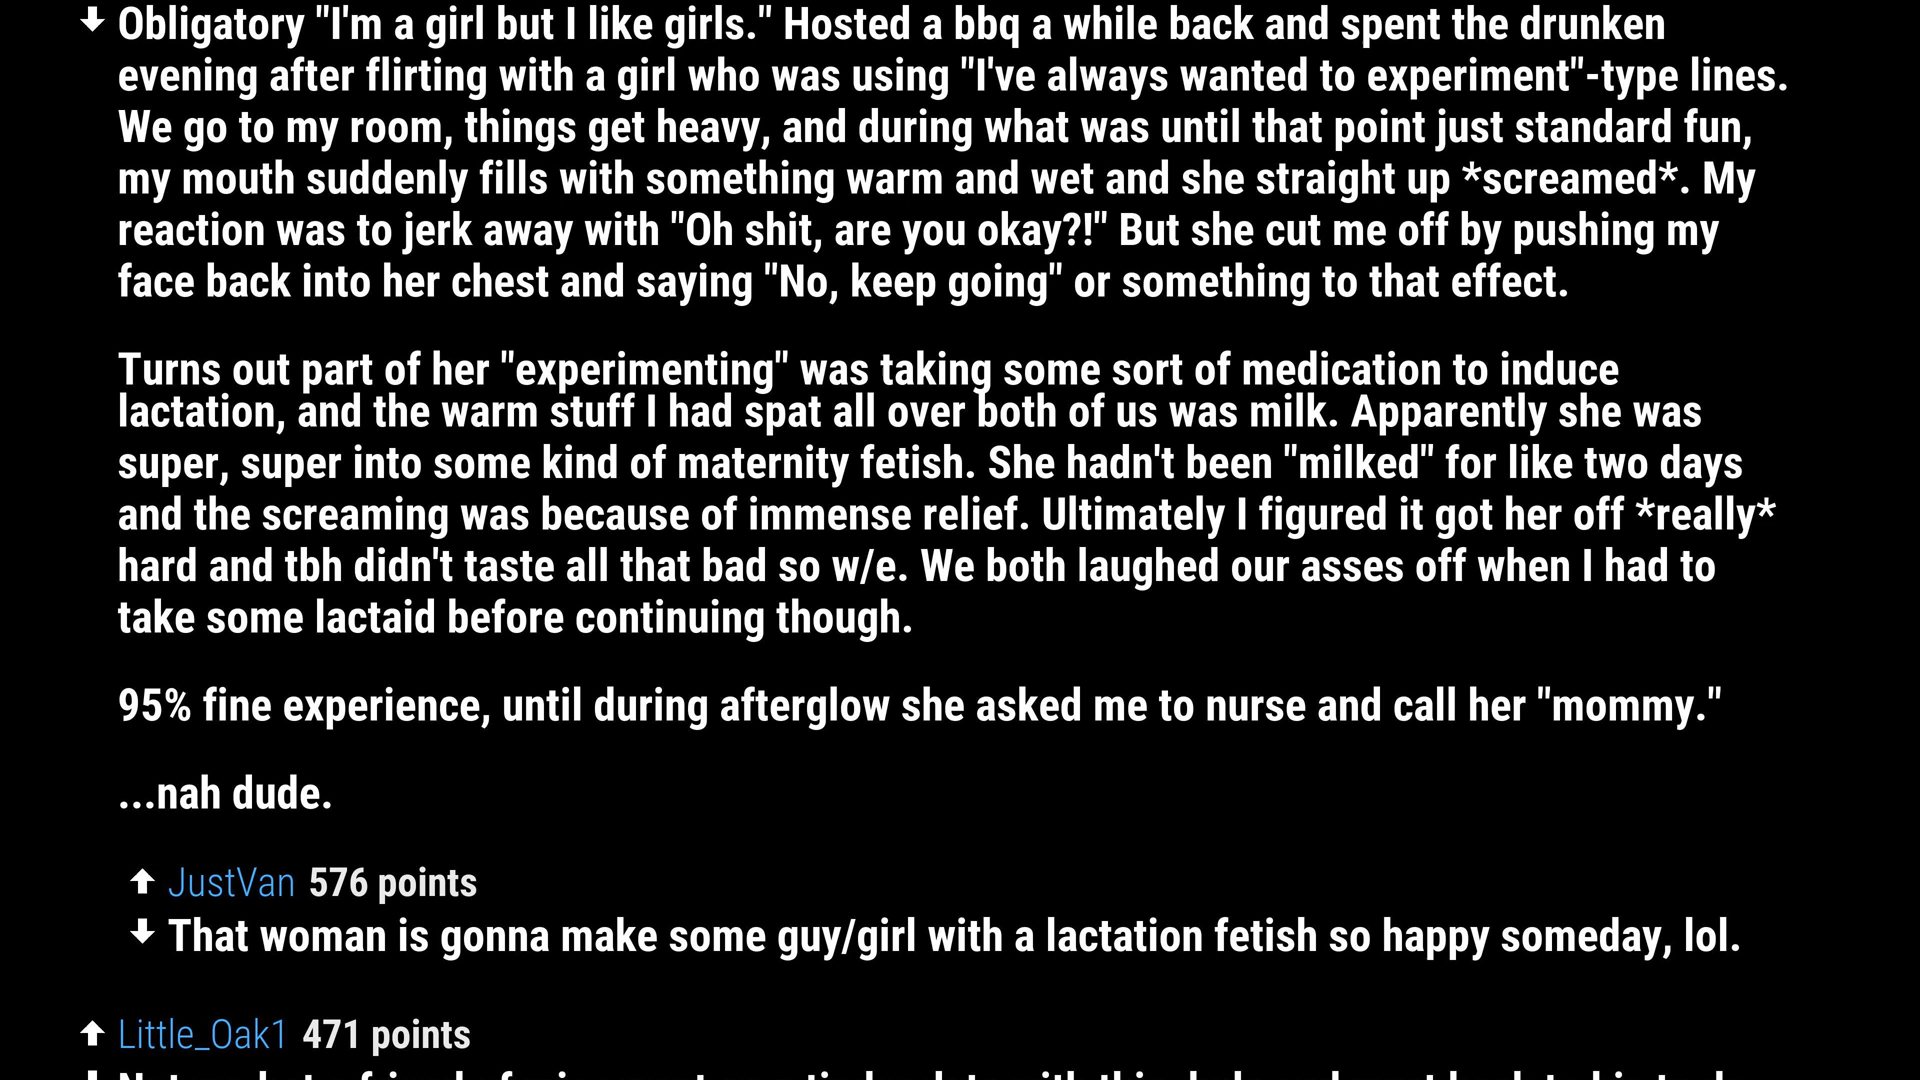 Obligatory "I'm a girl but I like girls." Hosted a bbq a while back and spent the drunken
evening after flirting with a girl who was using "I've always wanted to experiment"-type lines.
We go to my room, things get heavy, and during what was until that point just standard fun,
my mouth suddenly fills with something warm and wet and she straight up *screamed*. My
reaction was to jerk away with "Oh shit, are you okay?!" But she cut me off by pushing my
face back into her chest and saying "No, keep going" or something to that effect.
Turns out part of her "experimenting" was taking some sort of medication to induce
lactation, and the warm stuff I had spat all over both of us was milk. Apparently she was
super, super into some kind of maternity fetish. She hadn't been "milked" for like two days
and the screaming was because of immense relief. Ultimately I figured it got her off *really*
hard and tbh didn't taste all that bad so w/e. We both laughed our asses off when I had to
take some lactaid before continuing though.
95% fine experience, until during afterglow she asked me to nurse and call her "mommy."
...nah dude.
JustVan 576 points
That woman is gonna make some guy/girl with a lactation fetish so happy someday, lol.
Little_Oak1 471 points